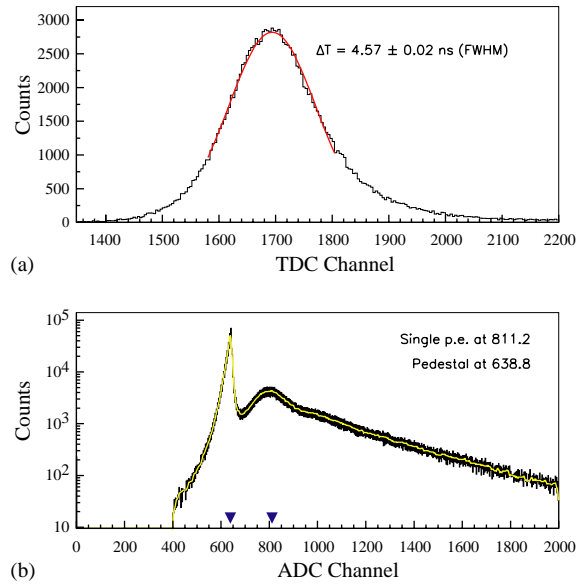 3000
2500
2000
1500
1000
500
0
Counts
ΔT = 4.57 ± 0.02 ns (FWHM)
1400 1500 1600 1700 1800 1900 2000 2100 2200
(a) TDC Channel
10^5
10^4
10^3
10^2
10
Counts
Single p.e. at 811.2
Pedestal at 638.8
0 200 400 600 800 1000 1200 1400 1600 1800 2000
(b) ADC Channel